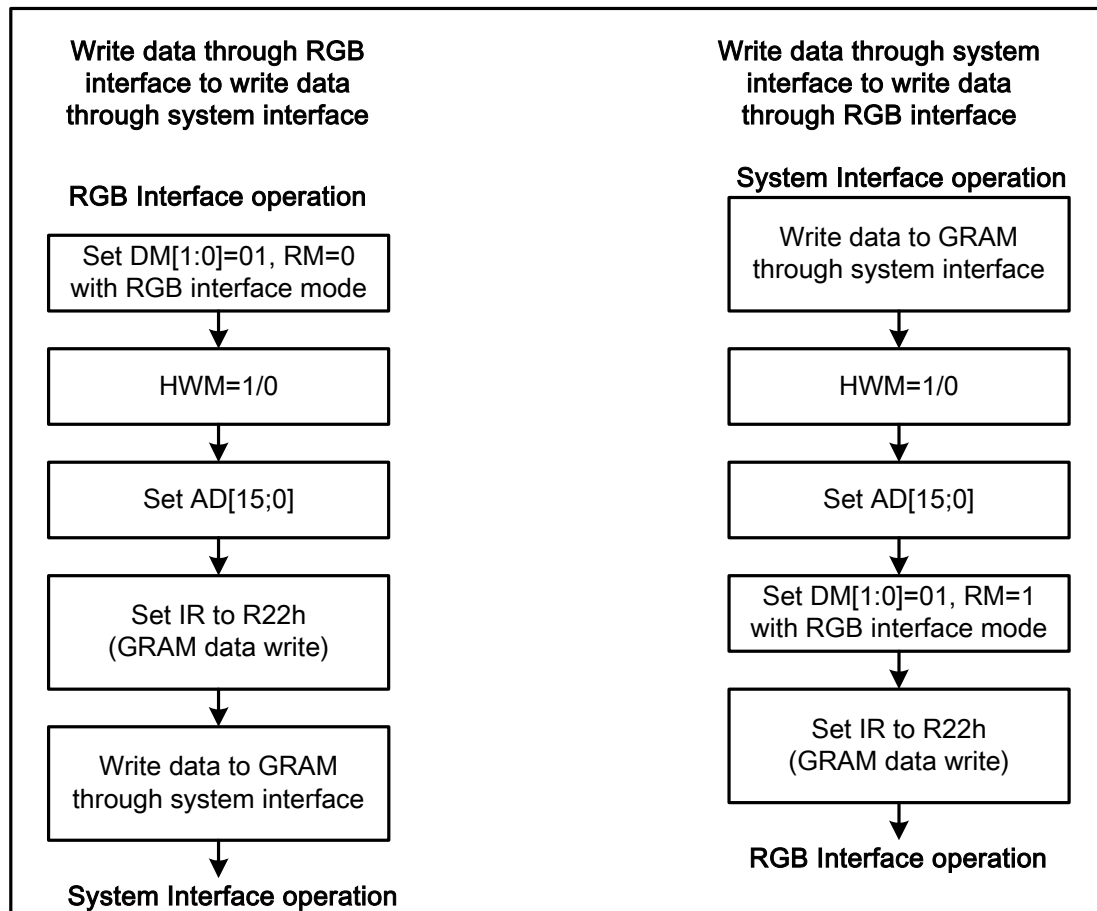 Write data through RGB
interface to write data
through system interface
RGB Interface operation
Set DM[1:0]=01, RM=0
with RGB interface mode
HWM=1/0
Set AD[15;0]
Set IR to R22h
(GRAM data write)
Write data to GRAM
through system interface
System Interface operation
Write data through system
interface to write data
through RGB interface
System Interface operation
Write data to GRAM
through system interface
HWM=1/0
Set AD[15;0]
Set DM[1:0]=01, RM=1
with RGB interface mode
Set IR to R22h
(GRAM data write)
RGB Interface operation